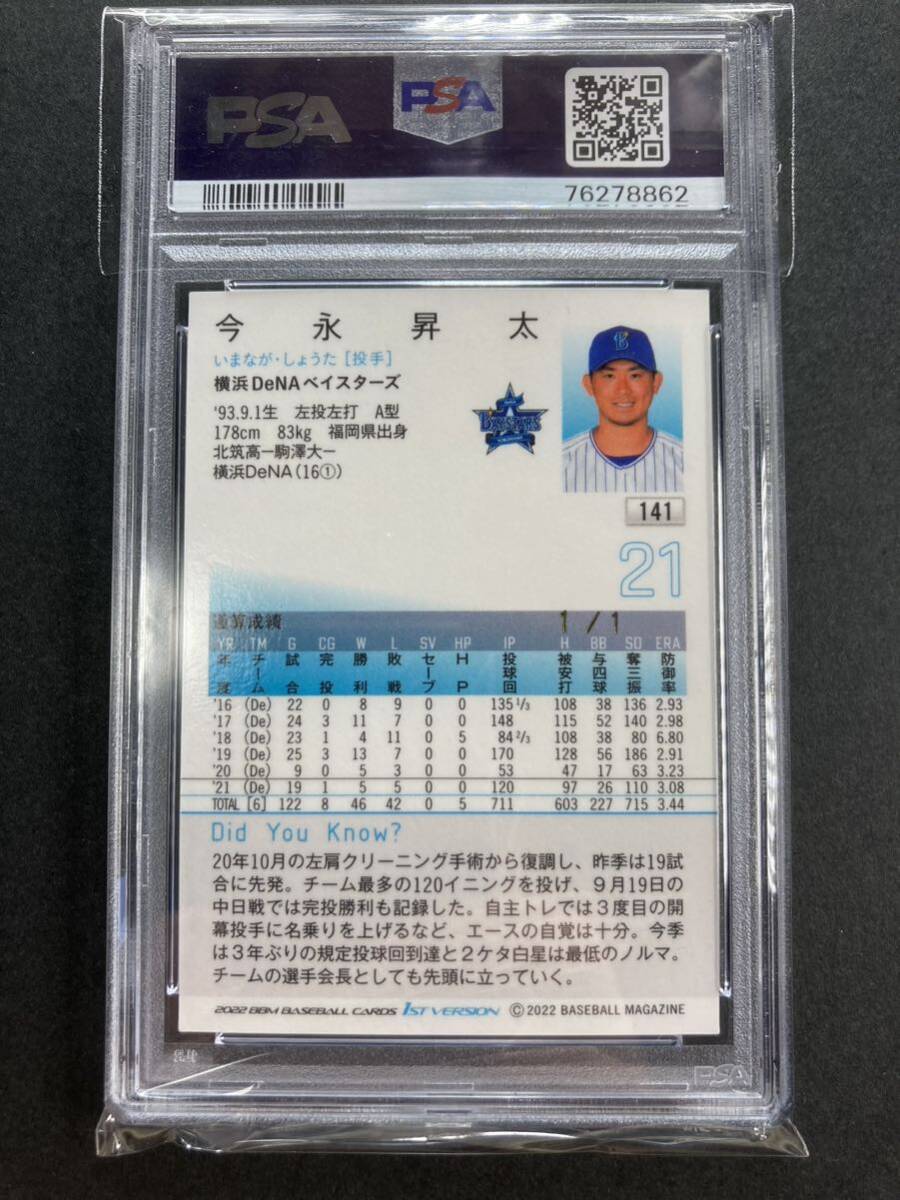 PSA
PSA
76278862
今永昇太
いまなが・しょうた［投手］
横浜DeNAベイスターズ
'93.9.1生 左投左打 A型
178cm 83kg 福岡県出身
北筑高ー駒澤大ー
横浜DeNA（16①）
BAYSTARS
141
21
通算成績 1/1
YR TM G CG W L SV HP IP H BB SO ERA
年度 チーム 試合 完投 勝利 敗戦 セーブ HP 投球回 被安打 与四球 奪三振 防御率
'16 (De) 22 0 8 9 0 0 135 1/3 108 38 136 2.93
'17 (De) 24 3 11 7 0 0 148 115 52 140 2.98
'18 (De) 23 1 4 11 0 5 84 2/3 108 38 80 6.80
'19 (De) 25 3 13 7 0 0 170 128 56 186 2.91
'20 (De) 9 0 5 3 0 0 53 47 17 63 3.23
'21 (De) 19 1 5 5 0 0 120 97 26 110 3.08
TOTAL [6] 122 8 46 42 0 5 711 603 227 715 3.44
Did You Know?
20年10月の左肩クリーニング手術から復調し、昨季は19試
合に先発。チーム最多の120イニングを投げ、９月19日の
中日戦では完投勝利も記録した。自主トレでは３度目の開
幕投手に名乗りを上げるなど、エースの自覚は十分。今季
は３年ぶりの規定投球回到達と２ケタ白星は最低のノルマ。
チームの選手会長としても先頭に立っていく。
2022 BBM BASEBALL CARDS 1ST VERSION ©2022 BASEBALL MAGAZINE
PSA